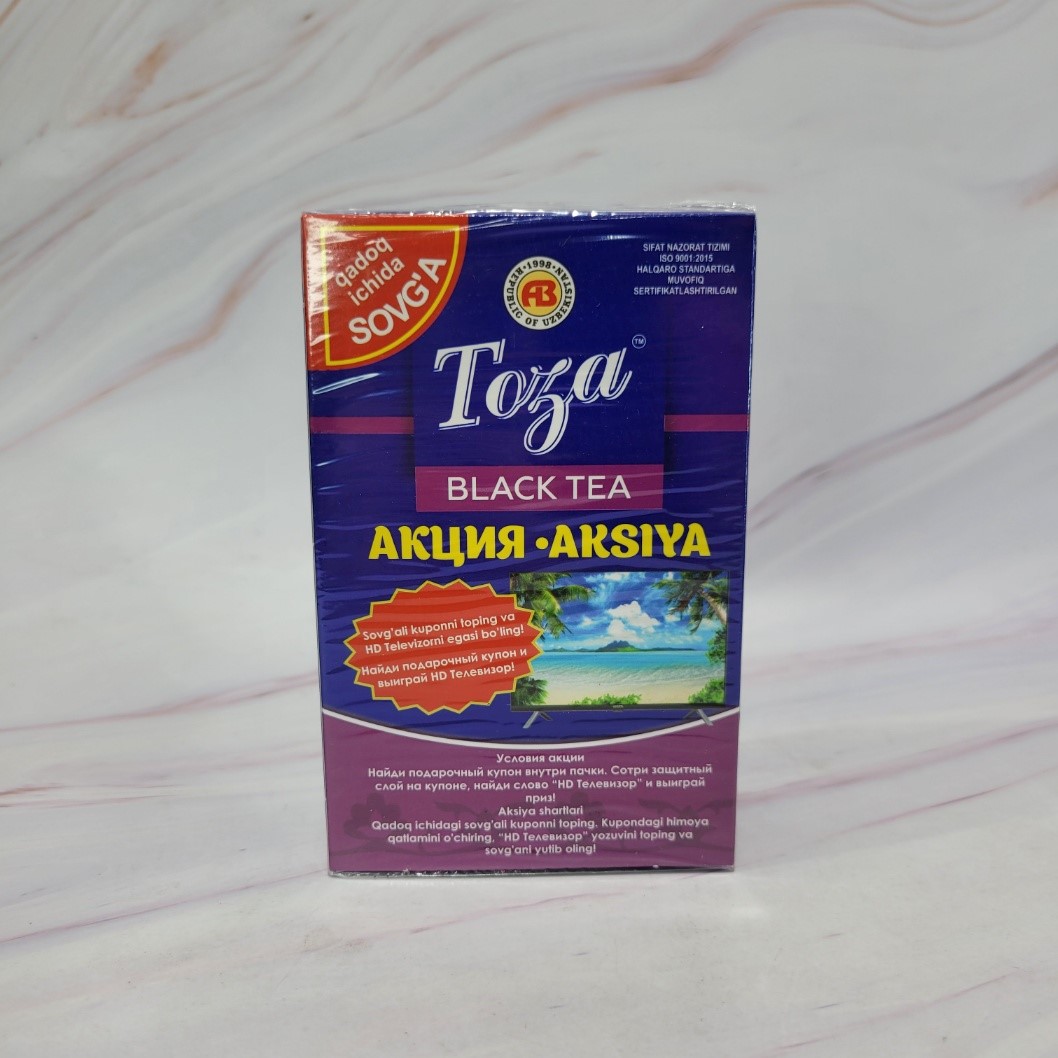 qadoq
ichida
SOVG'A
•1998•
REPUBLIC OF UZBEKISTAN
AB
SIFAT NAZORAT TIZIMI
ISO 9001:2015
HALQARO STANDARTIGA
MUVOFIQ
SERTIFIKATLASHTIRILGAN
Toza TM
BLACK TEA
АКЦИЯ • AKSIYA
Sovg'ali kuponni toping va
HD Televizorni egasi bo'ling!
Найди подарочный купон и
выиграй HD Телевизор!
Условия акции
Найди подарочный купон внутри пачки. Сотри защитный
слой на купоне, найди слово "HD Телевизор" и выиграй
приз!
Aksiya shartlari
Qadoq ichidagi sovg'ali kuponni toping. Kupondagi himoya
qatlamini o'chiring, "HD Телевизор" yozuvini toping va
sovg'ani yutib oling!